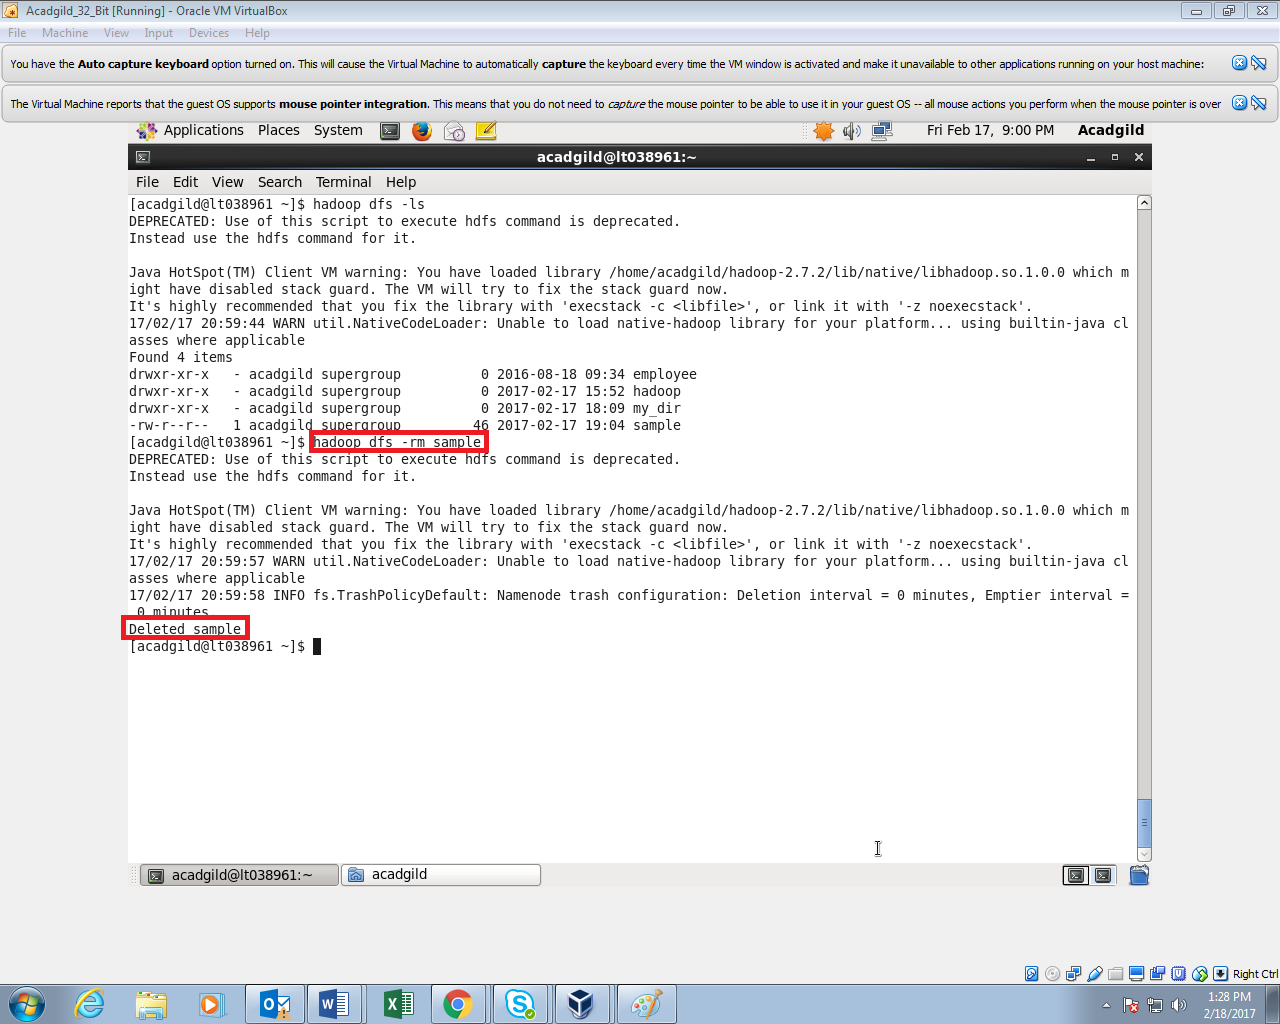 Acadgild_32_Bit [Running] - Oracle VM VirtualBox
File Machine View Input Devices Help
You have the Auto capture keyboard option turned on. This will cause the Virtual Machine to automatically capture the keyboard every time the VM window is activated and make it unavailable to other applications running on your host machine:
The Virtual Machine reports that the guest OS supports mouse pointer integration. This means that you do not need to capture the mouse pointer to be able to use it in your guest OS -- all mouse actions you perform when the mouse pointer is over
Applications Places System Fri Feb 17, 9:00 PM Acadgild
acadgild@lt038961:~
File Edit View Search Terminal Help
[acadgild@lt038961 ~]$ hadoop dfs -ls
DEPRECATED: Use of this script to execute hdfs command is deprecated.
Instead use the hdfs command for it.
Java HotSpot(TM) Client VM warning: You have loaded library /home/acadgild/hadoop-2.7.2/lib/native/libhadoop.so.1.0.0 which m
ight have disabled stack guard. The VM will try to fix the stack guard now.
It's highly recommended that you fix the library with 'execstack -c <libfile>', or link it with '-z noexecstack'.
17/02/17 20:59:44 WARN util.NativeCodeLoader: Unable to load native-hadoop library for your platform... using builtin-java cl
asses where applicable
Found 4 items
drwxr-xr-x   - acadgild supergroup          0 2016-08-18 09:34 employee
drwxr-xr-x   - acadgild supergroup          0 2017-02-17 15:52 hadoop
drwxr-xr-x   - acadgild supergroup          0 2017-02-17 18:09 my_dir
-rw-r--r--   1 acadgild supergroup         46 2017-02-17 19:04 sample
[acadgild@lt038961 ~]$ hadoop dfs -rm sample
DEPRECATED: Use of this script to execute hdfs command is deprecated.
Instead use the hdfs command for it.
Java HotSpot(TM) Client VM warning: You have loaded library /home/acadgild/hadoop-2.7.2/lib/native/libhadoop.so.1.0.0 which m
ight have disabled stack guard. The VM will try to fix the stack guard now.
It's highly recommended that you fix the library with 'execstack -c <libfile>', or link it with '-z noexecstack'.
17/02/17 20:59:57 WARN util.NativeCodeLoader: Unable to load native-hadoop library for your platform... using builtin-java cl
asses where applicable
17/02/17 20:59:58 INFO fs.TrashPolicyDefault: Namenode trash configuration: Deletion interval = 0 minutes, Emptier interval =
0 minutes.
Deleted sample
[acadgild@lt038961 ~]$
acadgild@lt038961:~ acadgild
Right Ctrl
1:28 PM
2/18/2017